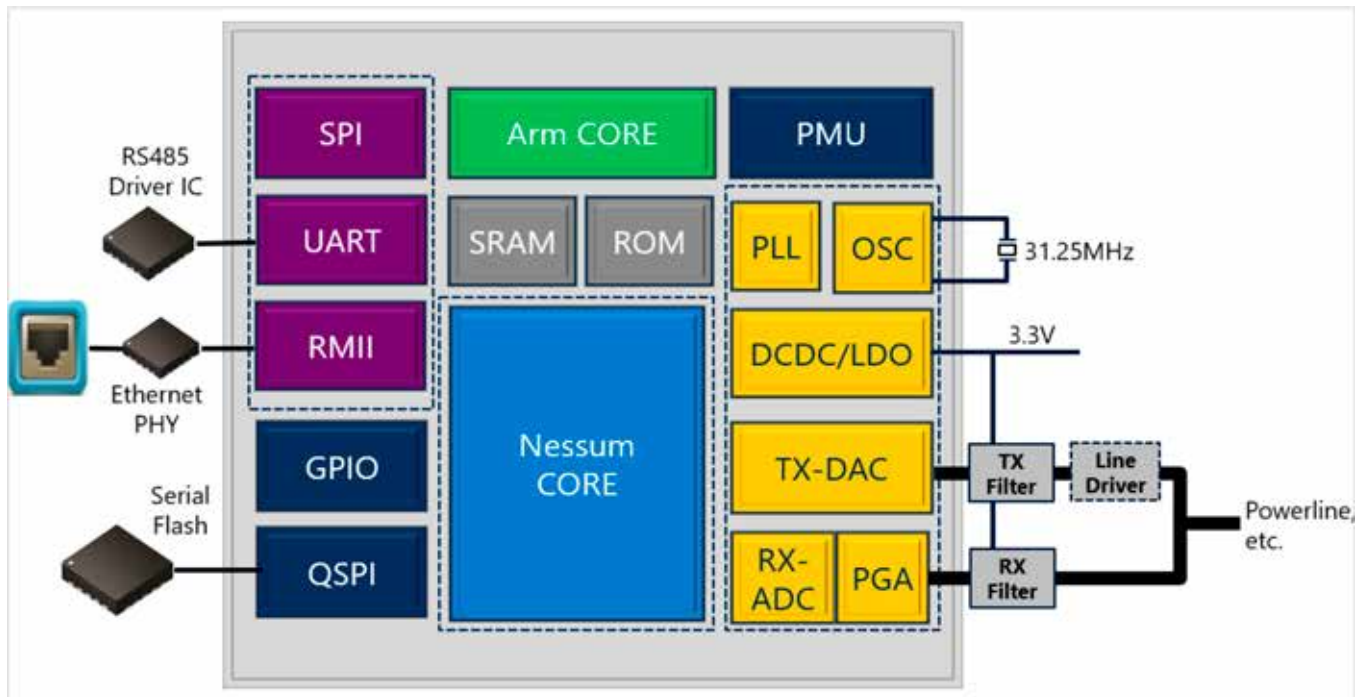 SPI
Arm CORE
PMU
RS485
Driver IC
UART
SRAM
ROM
PLL
OSC
31.25MHz
RMII
DCDC/LDO
3.3V
Ethernet
PHY
GPIO
Nessum
CORE
TX-DAC
TX
Filter
Line
Driver
Serial
Flash
QSPI
RX-
ADC
PGA
RX
Filter
Powerline,
etc.